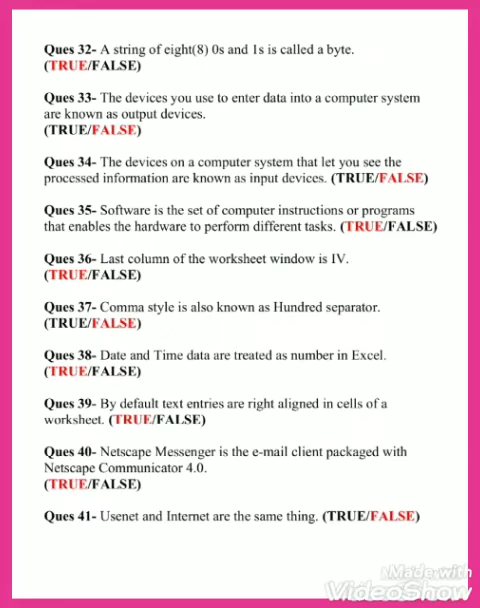 Ques 32- A string of eight(8) 0s and 1s is called a byte.
(TRUE/FALSE)
Ques 33- The devices you use to enter data into a computer system
are known as output devices.
(TRUE/FALSE)
Ques 34- The devices on a computer system that let you see the
processed information are known as input devices. (TRUE/FALSE)
Ques 35- Software is the set of computer instructions or programs
that enables the hardware to perform different tasks. (TRUE/FALSE)
Ques 36- Last column of the worksheet window is IV.
(TRUE/FALSE)
Ques 37- Comma style is also known as Hundred separator.
(TRUE/FALSE)
Ques 38- Date and Time data are treated as number in Excel.
(TRUE/FALSE)
Ques 39- By default text entries are right aligned in cells of a
worksheet. (TRUE/FALSE)
Ques 40- Netscape Messenger is the e-mail client packaged with
Netscape Communicator 4.0.
(TRUE/FALSE)
Ques 41- Usenet and Internet are the same thing. (TRUE/FALSE)
Made with
VideoShow